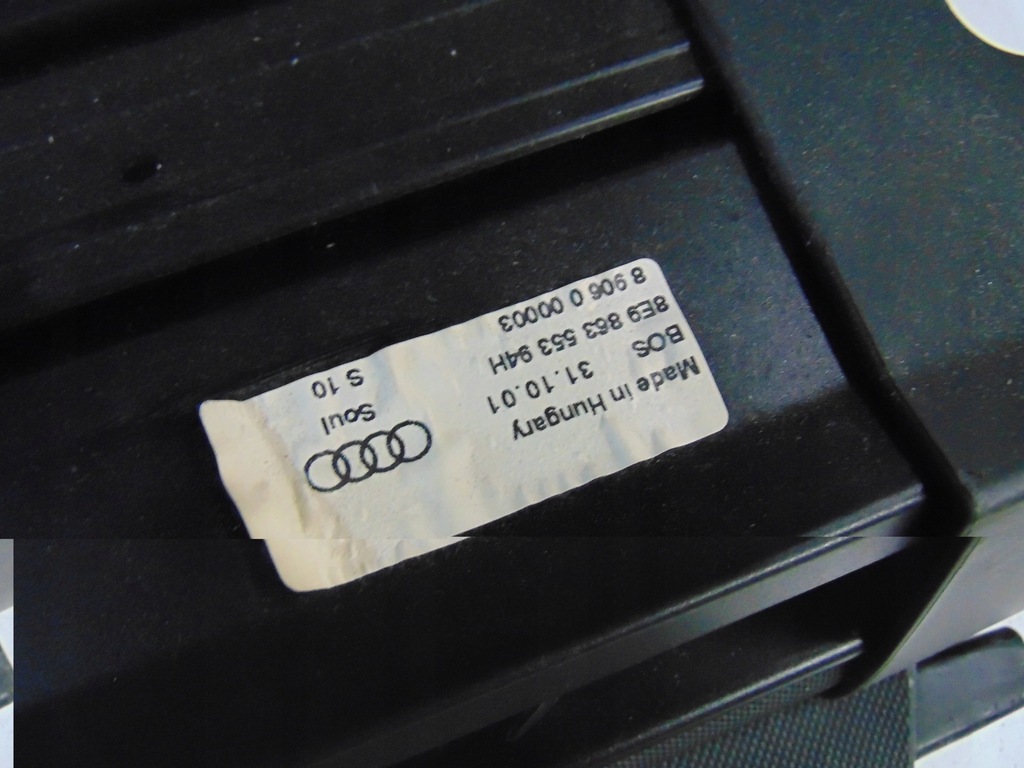 Made in Hungary
BOS 31.10.01
8E9 863 553 94H
8 906 0 00003
Soul
S 10